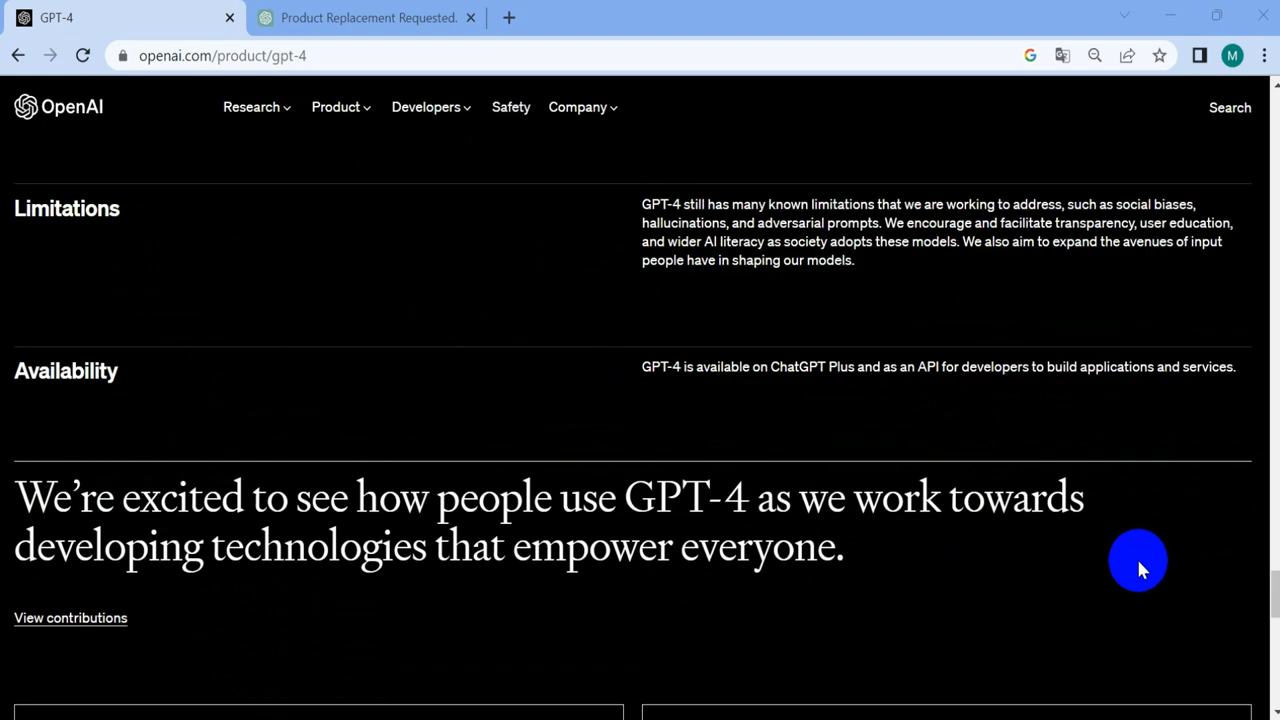 GPT-4
Product Replacement Requested.
openai.com/product/gpt-4
M
OpenAI
Research
Product
Developers
Safety
Company
Search
Limitations
GPT-4 still has many known limitations that we are working to address, such as social biases,
hallucinations, and adversarial prompts. We encourage and facilitate transparency, user education,
and wider AI literacy as society adopts these models. We also aim to expand the avenues of input
people have in shaping our models.
Availability
GPT-4 is available on ChatGPT Plus and as an API for developers to build applications and services.
We’re excited to see how people use GPT-4 as we work towards
developing technologies that empower everyone.
View contributions